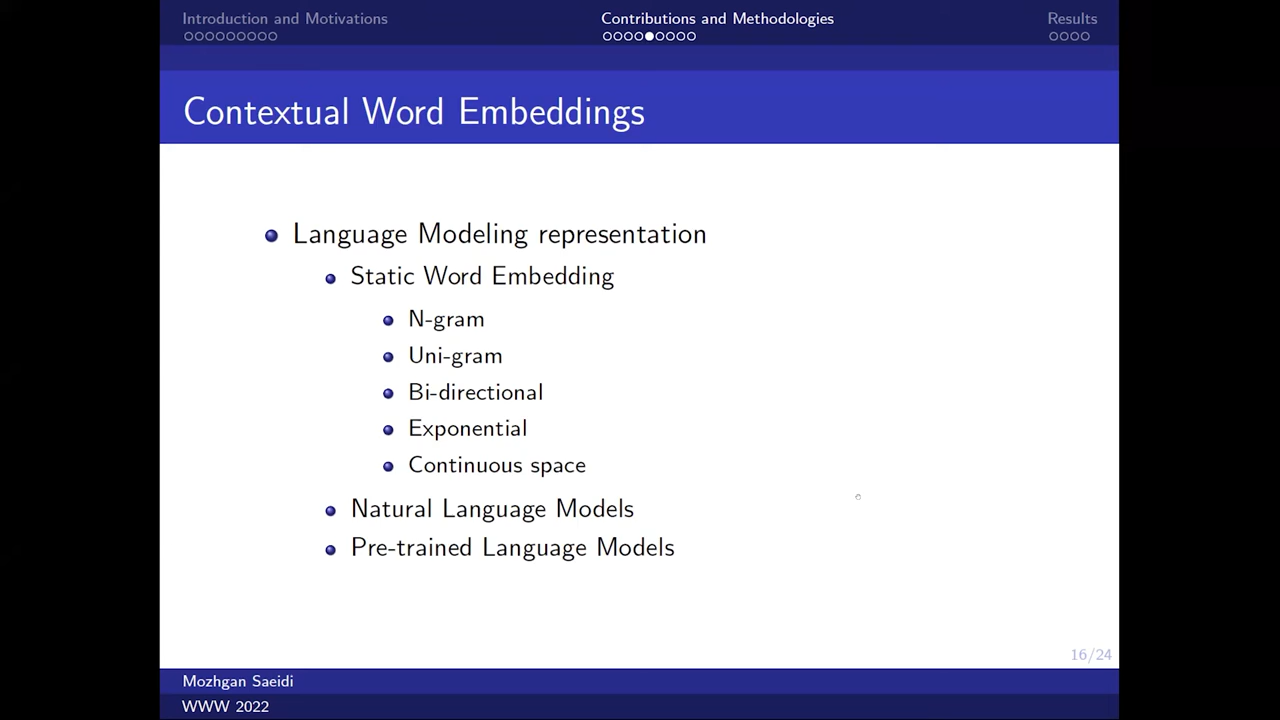 Introduction and Motivations
Contributions and Methodologies
Results
Contextual Word Embeddings
Language Modeling representation
Static Word Embedding
N-gram
Uni-gram
Bi-directional
Exponential
Continuous space
Natural Language Models
Pre-trained Language Models
16/24
Mozhgan Saeidi
WWW 2022